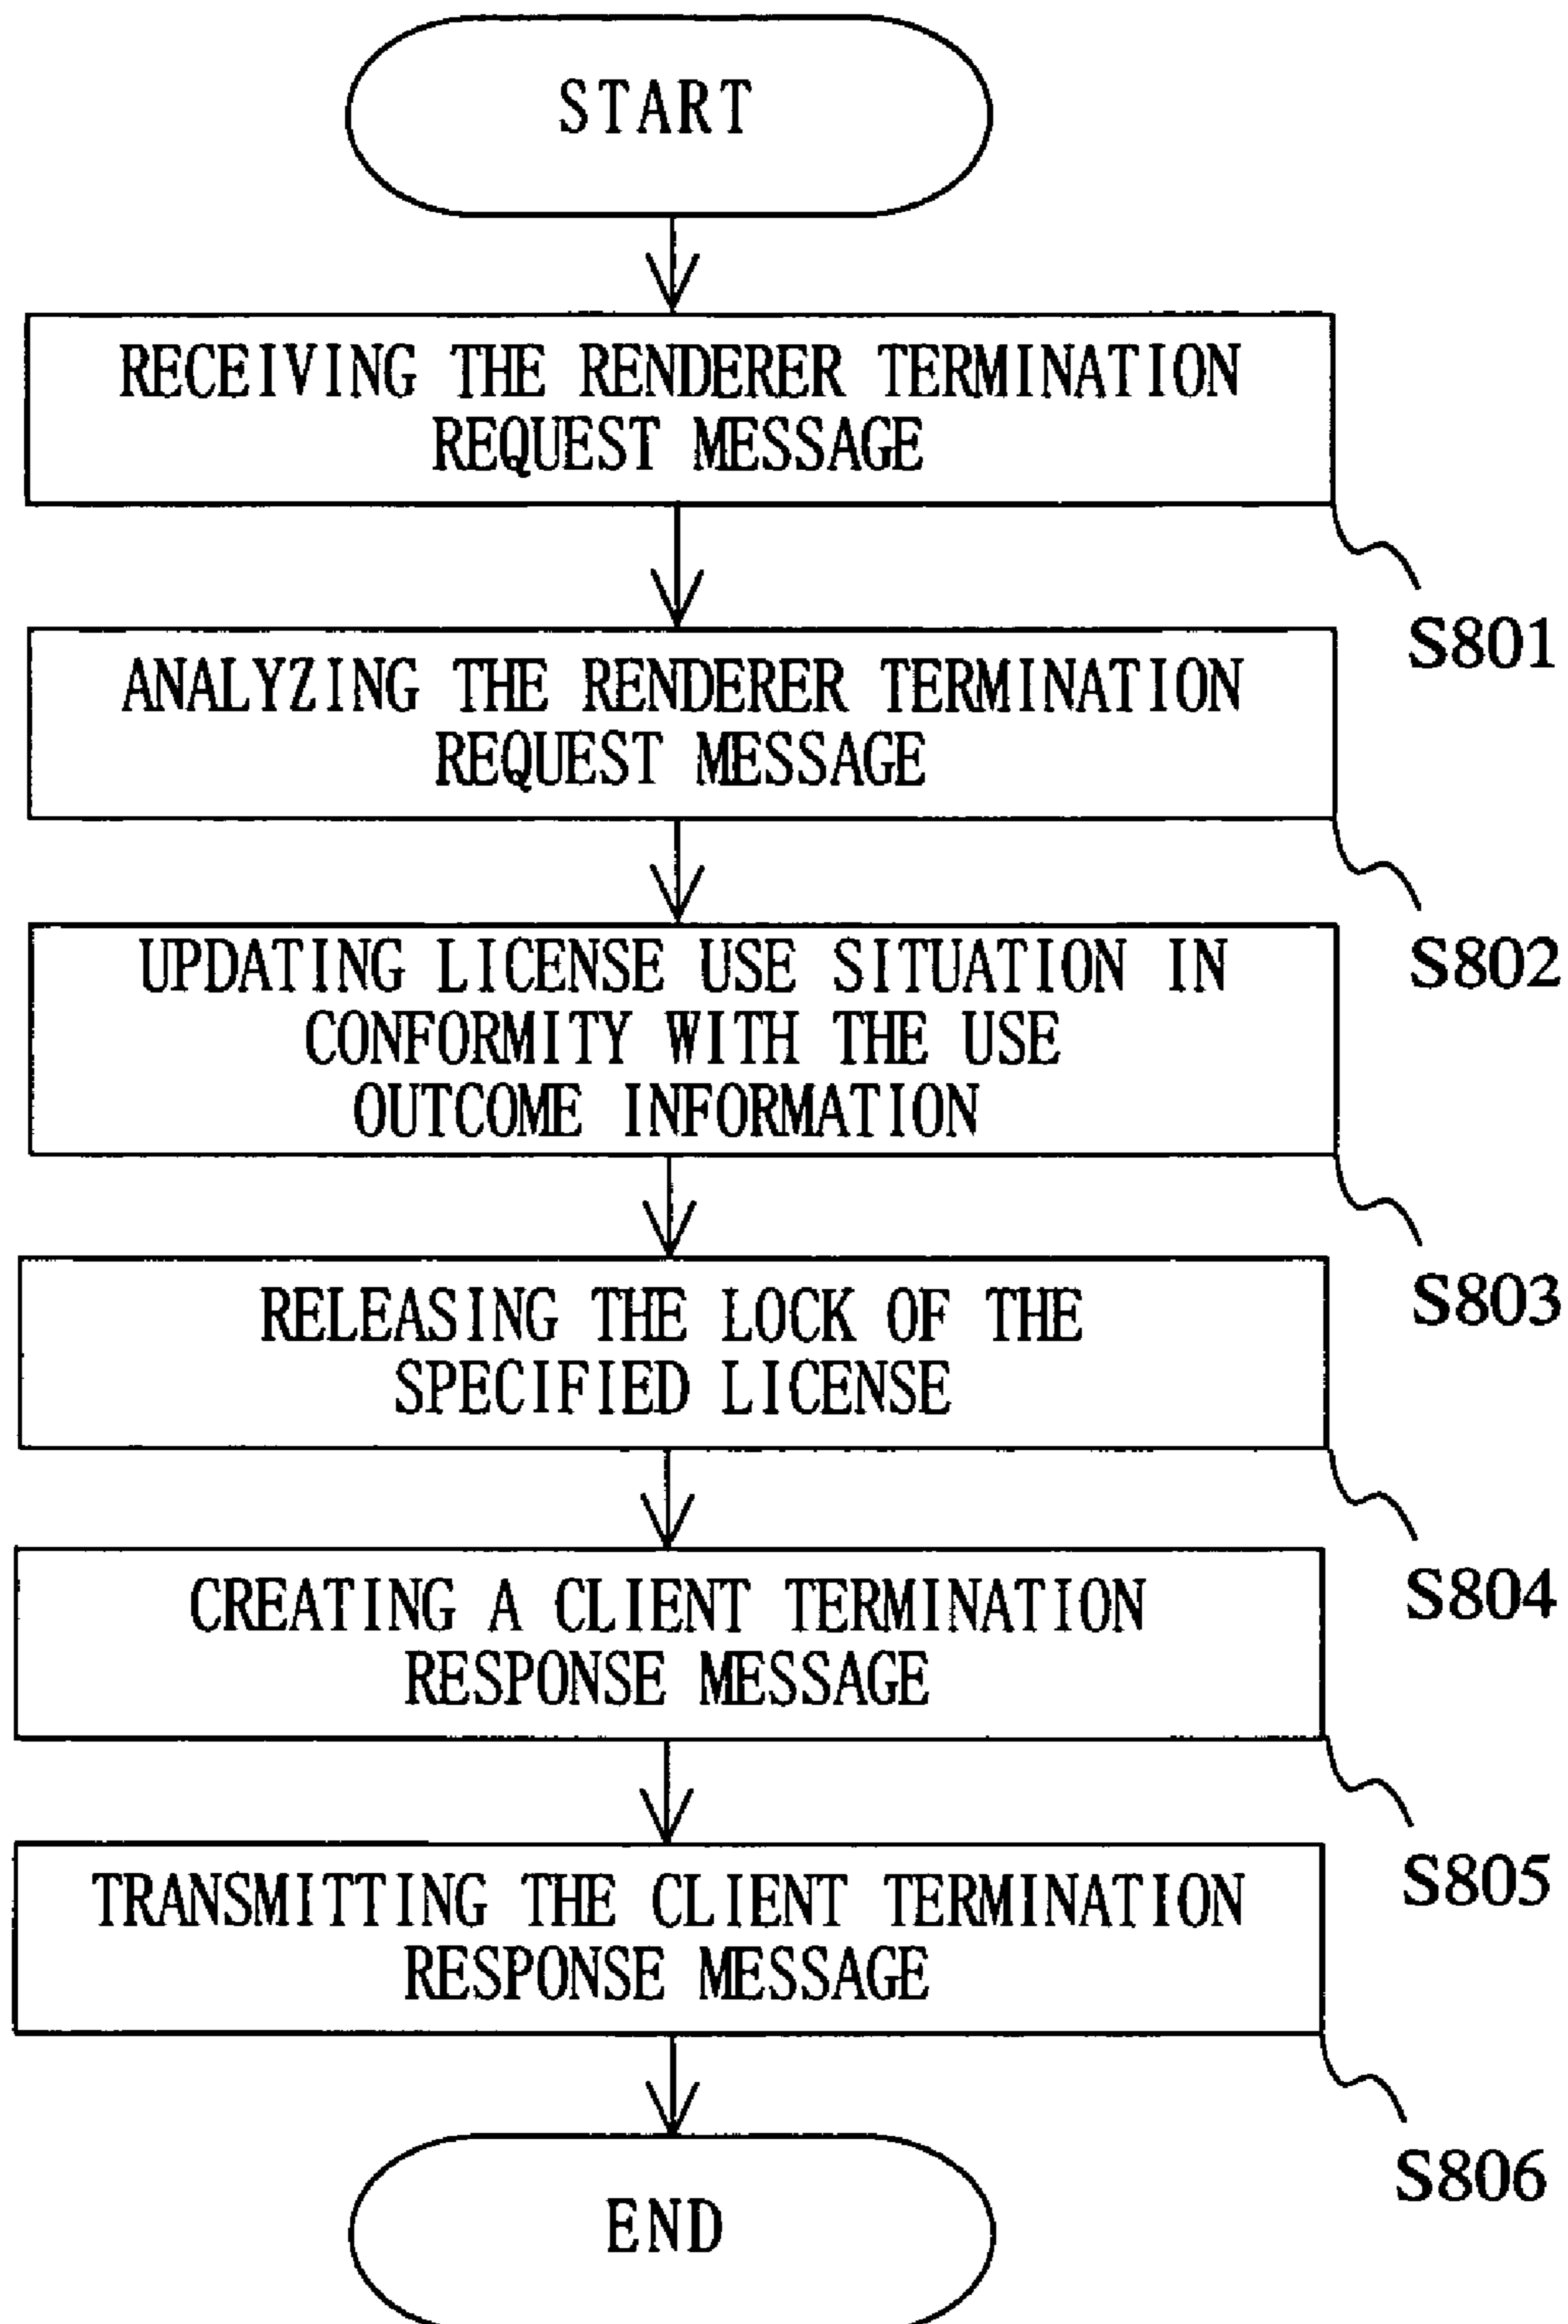 START
RECEIVING THE RENDERER TERMINATION
REQUEST MESSAGE
S801
ANALYZING THE RENDERER TERMINATION
REQUEST MESSAGE
S802
UPDATING LICENSE USE SITUATION IN
CONFORMITY WITH THE USE
OUTCOME INFORMATION
S803
RELEASING THE LOCK OF THE
SPECIFIED LICENSE
S804
CREATING A CLIENT TERMINATION
RESPONSE MESSAGE
S805
TRANSMITTING THE CLIENT TERMINATION
RESPONSE MESSAGE
S806
END